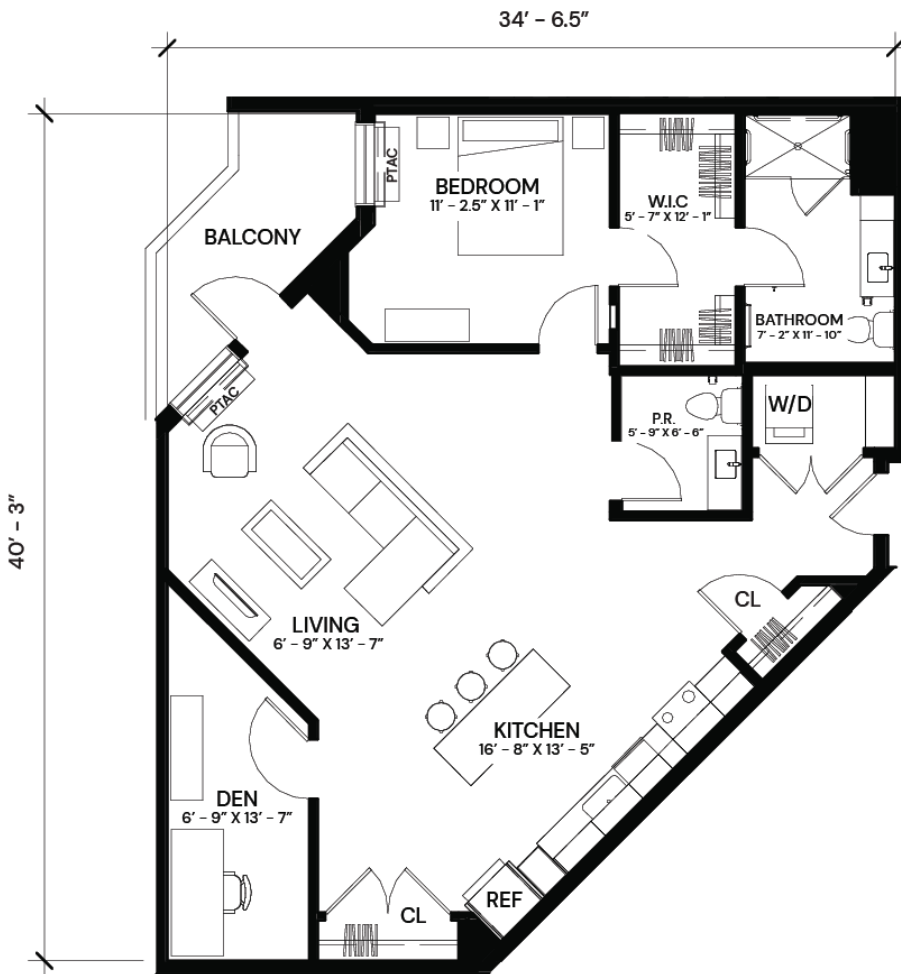 34' - 6.5"
40' - 3"
PTAC
BEDROOM
11' - 2.5" X 11' - 1"
W.I.C
5' - 7" X 12' - 1"
BALCONY
BATHROOM
7' - 2" X 11' - 10"
PTAC
P.R.
5' - 9" X 6' - 6"
W/D
LIVING
6' - 9" X 13' - 7"
CL
KITCHEN
16' - 8" X 13' - 5"
DEN
6' - 9" X 13' - 7"
CL
REF